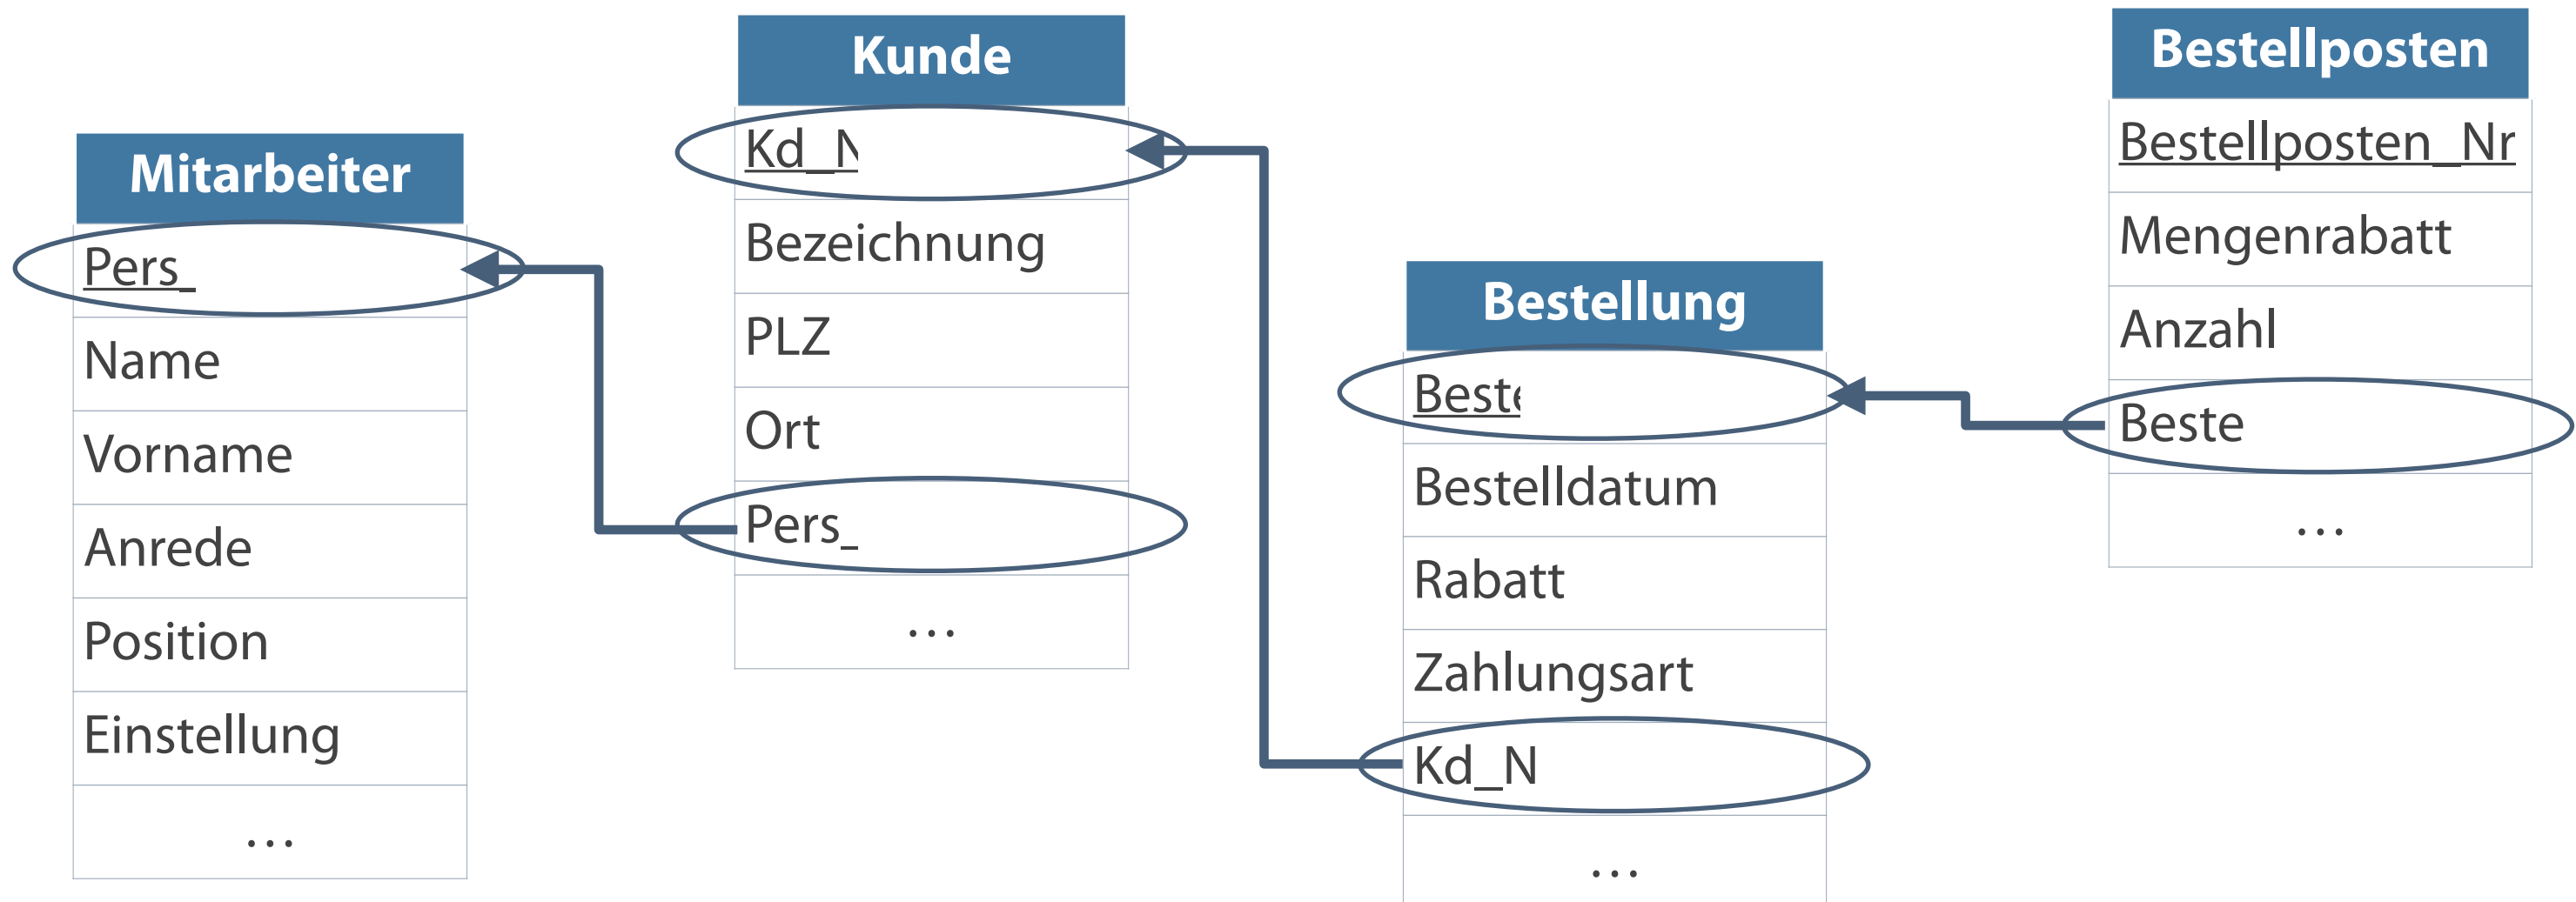 Mitarbeiter
Pers_
Name
Vorname
Anrede
Position
Einstellung
...
Kunde
Kd_N
Bezeichnung
PLZ
Ort
Pers_
...
Bestellung
Beste
Bestelldatum
Rabatt
Zahlungsart
Kd_N
...
Bestellposten
Bestellposten_Nr
Mengenrabatt
Anzahl
Beste
...